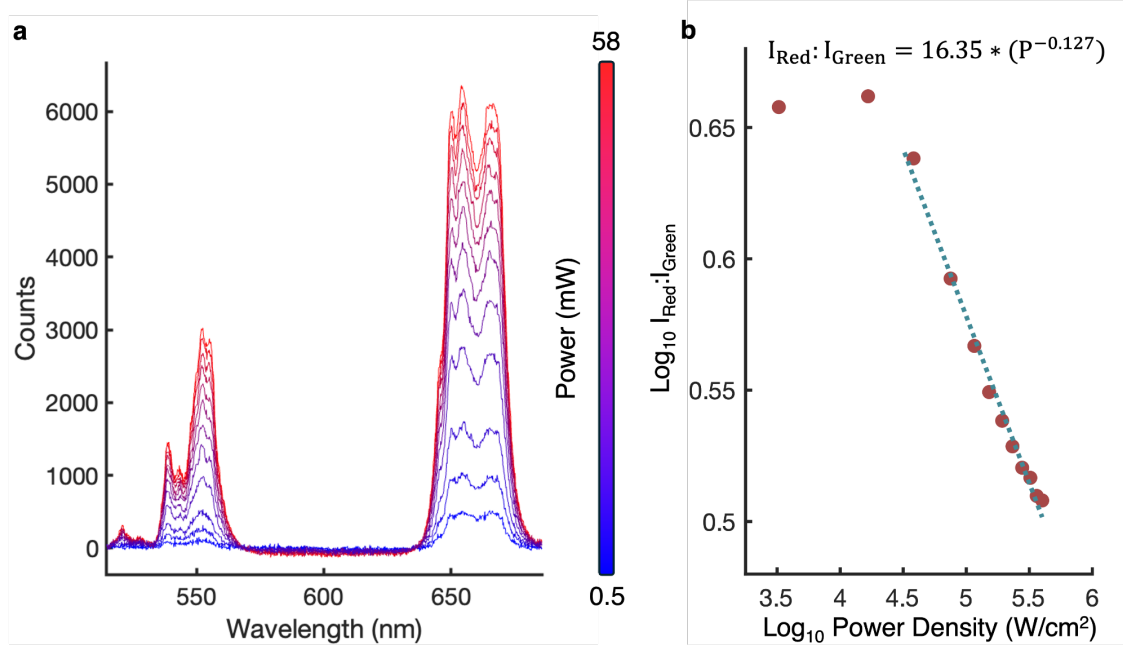 a
58
6000
5000
4000
3000
2000
1000
0
Counts
550
600
650
Wavelength (nm)
Power (mW)
0.5
b
I_Red: I_Green = 16.35 * (P^−0.127)
0.65
0.6
0.55
0.5
Log₁₀ I_Red:I_Green
3.5
4
4.5
5
5.5
6
Log₁₀ Power Density (W/cm²)